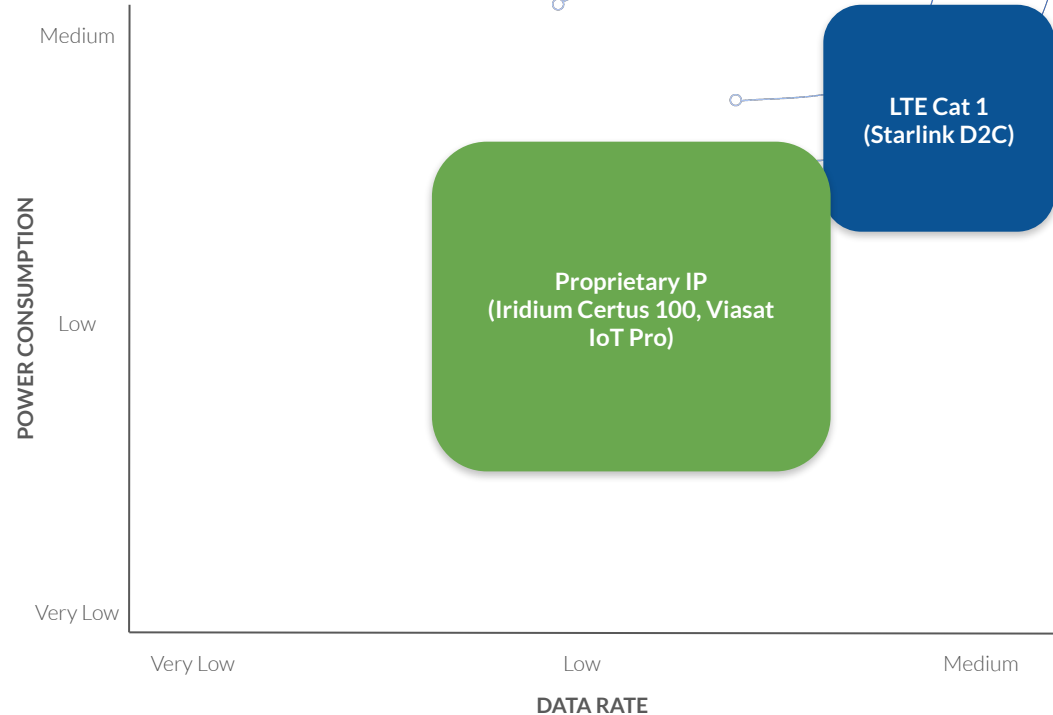 Medium
LTE Cat 1
(Starlink D2C)
Proprietary IP
(Iridium Certus 100, Viasat
IoT Pro)
POWER CONSUMPTION
Low
Very Low
Very Low
Low
Medium
DATA RATE